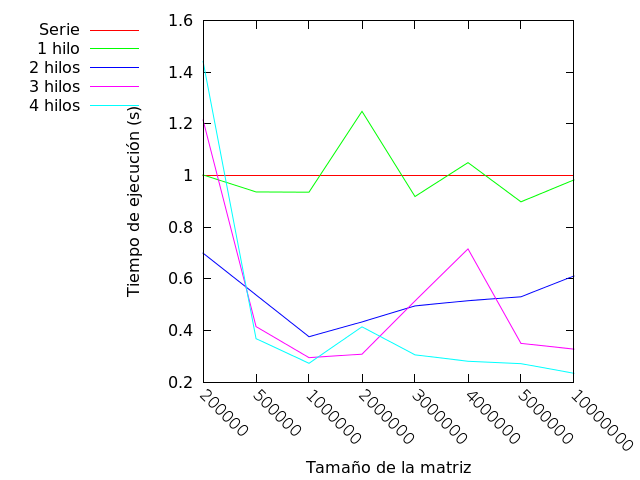 Serie
1 hilo
2 hilos
3 hilos
4 hilos
Tiempo de ejecución (s)
1.6
1.4
1.2
1
0.8
0.6
0.4
0.2
200000
500000
1000000
2000000
3000000
4000000
5000000
10000000
Tamaño de la matriz